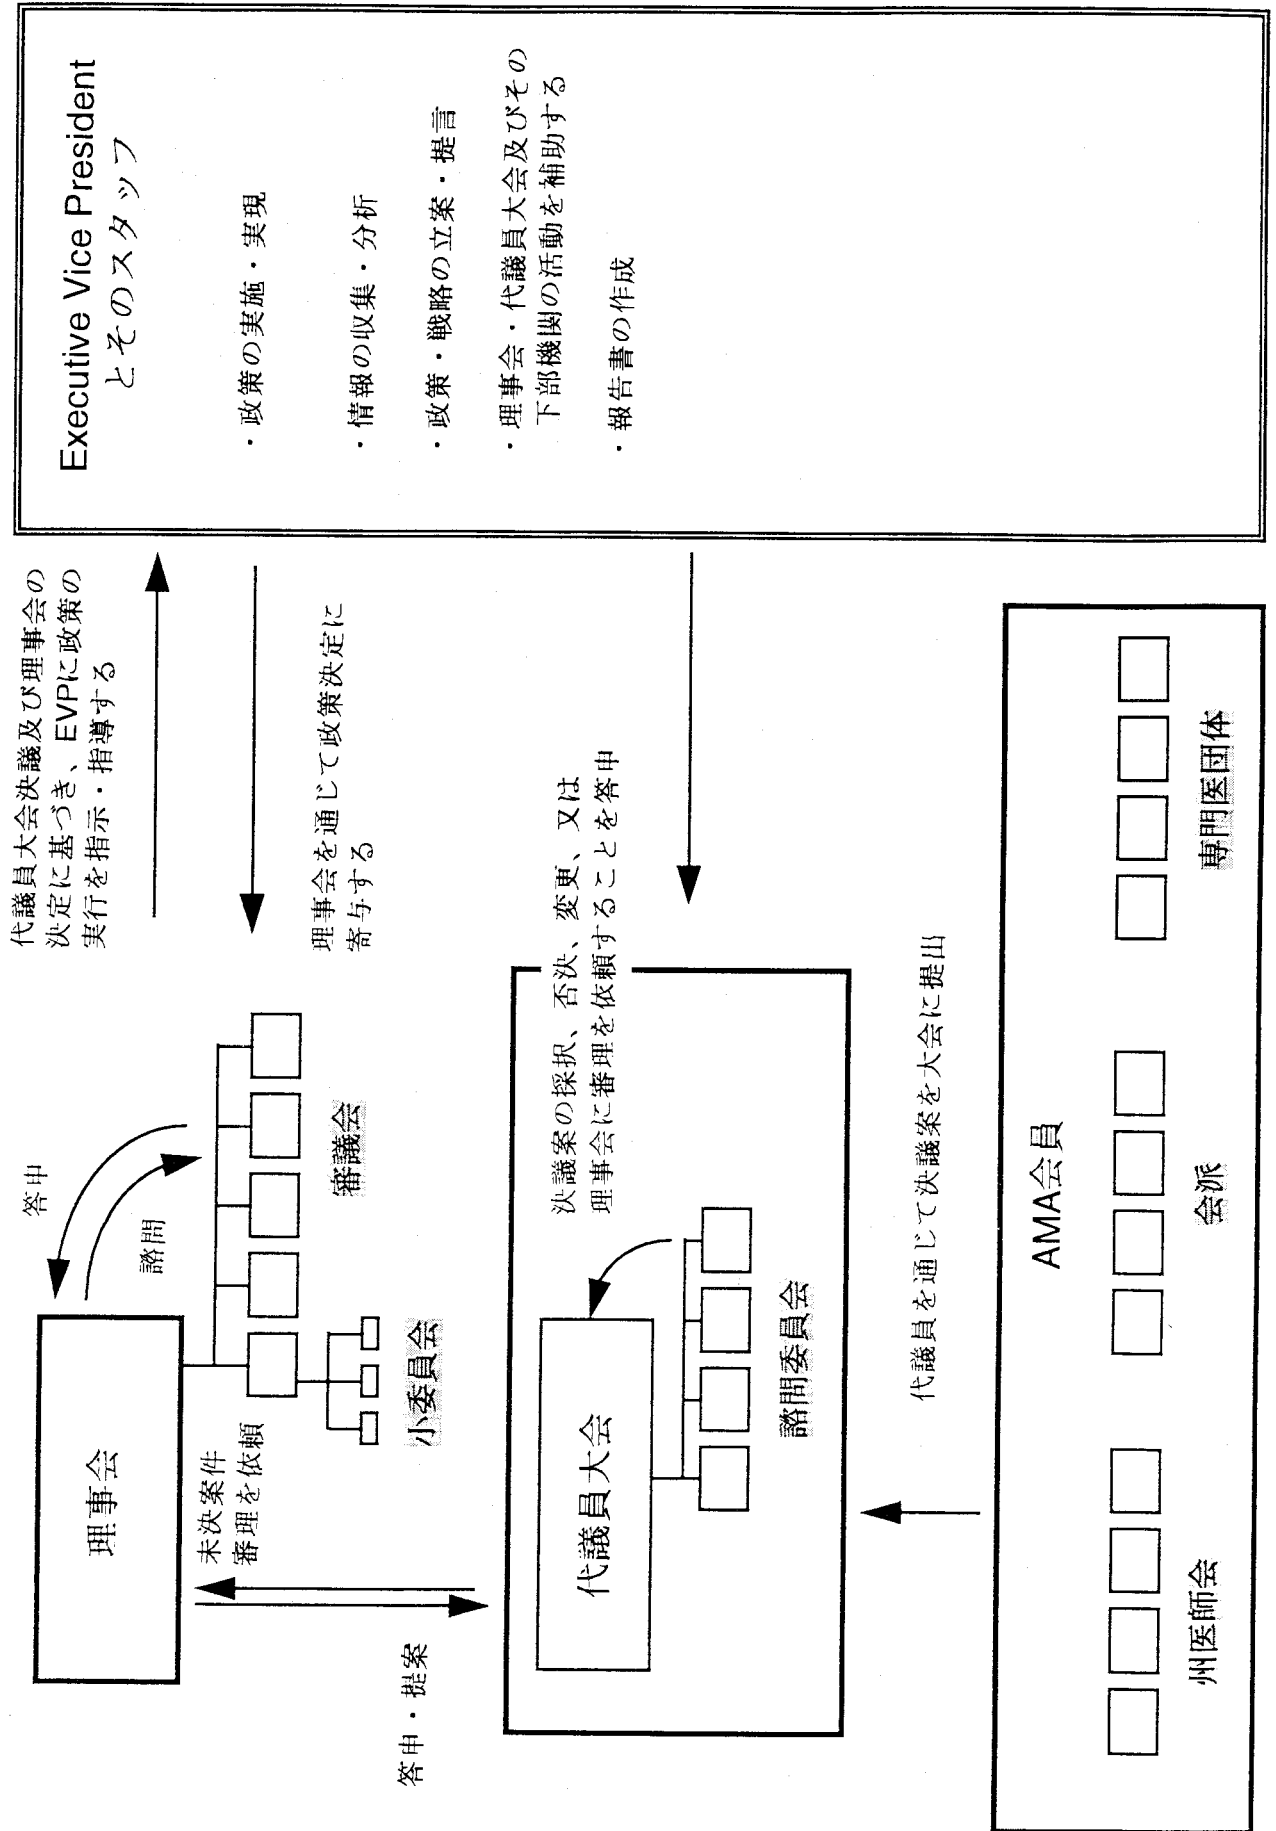 理事会
答申
諮問
審議会
小委員会
未決案件
審理を依頼
答申・提案
代議員大会決議及び理事会の
決定に基づき、EVPに政策の
実行を指示・指導する
理事会を通じて政策決定に
寄与する
代議員大会
諮問委員会
決議案の採択、否決、変更、又は
理事会に審理を依頼することを答申
代議員を通じて決議案を大会に提出
AMA会員
州医師会
会派
専門医団体
Executive Vice President
とそのスタッフ
・政策の実施・実現
・情報の収集・分析
・政策・戦略の立案・提言
・理事会・代議員大会及びその
下部機関の活動を補助する
・報告書の作成